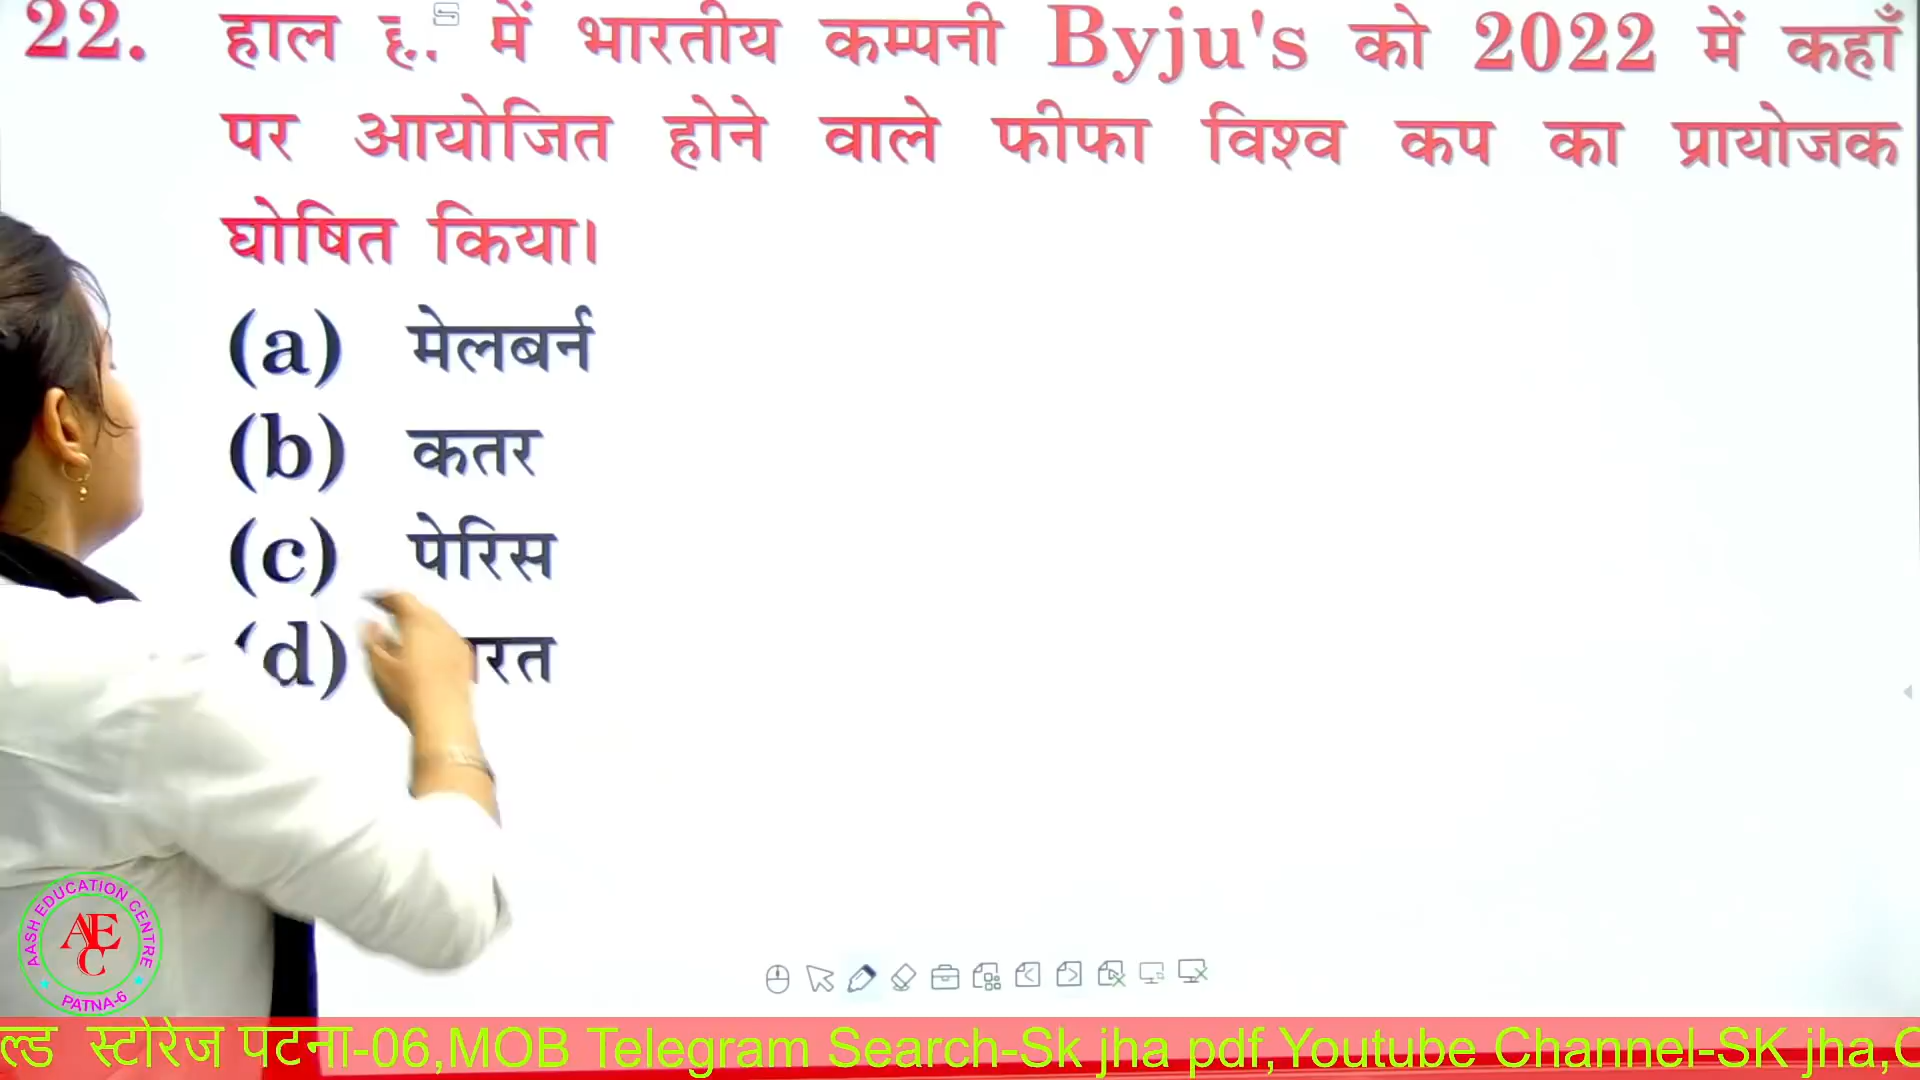 22. हाल में भारतीय कम्पनी Byju's को 2022 में कहाँ
पर आयोजित होने वाले फीफा विश्व कप का प्रायोजक
घोषित किया।
(a) मेलबर्न
(b) कतर
(c) पेरिस
(d)
AASH EDUCATION CENTRE
AEC
PATNA-6
स्टोरेज पटना-06,MOB Telegram Search-Sk jha pdf,Youtube Channel-SK jha,